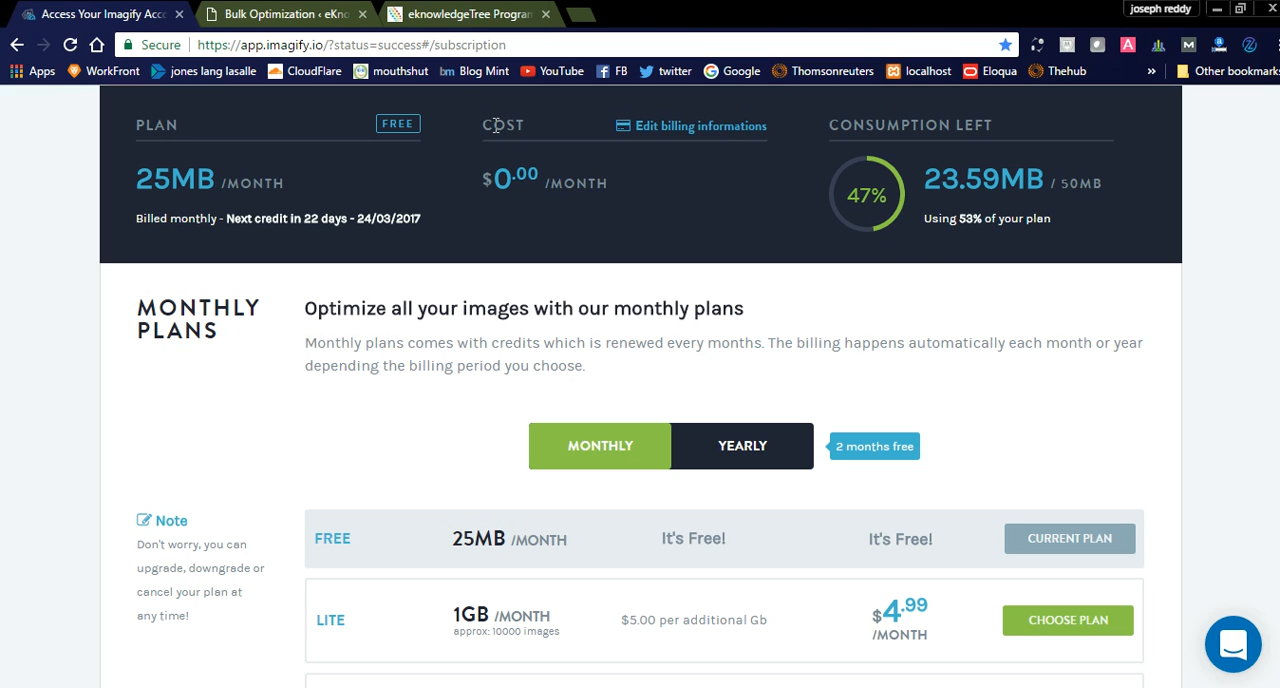 Access Your Imagify Acc
Bulk Optimization ‹ eKno
eknowledgeTree Program
joseph reddy
Secure
https://app.imagify.io/?status=success#/subscription
Apps WorkFront jones lang lasalle CloudFlare mouthshut bm Blog Mint YouTube FB twitter Google Thomsonreuters localhost Eloqua Thehub » Other bookmarks
PLAN FREE
25MB /MONTH
Billed monthly - Next credit in 22 days - 24/03/2017
COST Edit billing informations
$0.00 /MONTH
CONSUMPTION LEFT
47%
23.59MB / 50MB
Using 53% of your plan
MONTHLY
PLANS
Optimize all your images with our monthly plans
Monthly plans comes with credits which is renewed every months. The billing happens automatically each month or year
depending the billing period you choose.
MONTHLY YEARLY 2 months free
Note
Don't worry, you can
upgrade, downgrade or
cancel your plan at
any time!
FREE 25MB /MONTH It's Free! It's Free! CURRENT PLAN
LITE 1GB /MONTH
approx: 10000 images
$5.00 per additional Gb
$4.99
/MONTH
CHOOSE PLAN